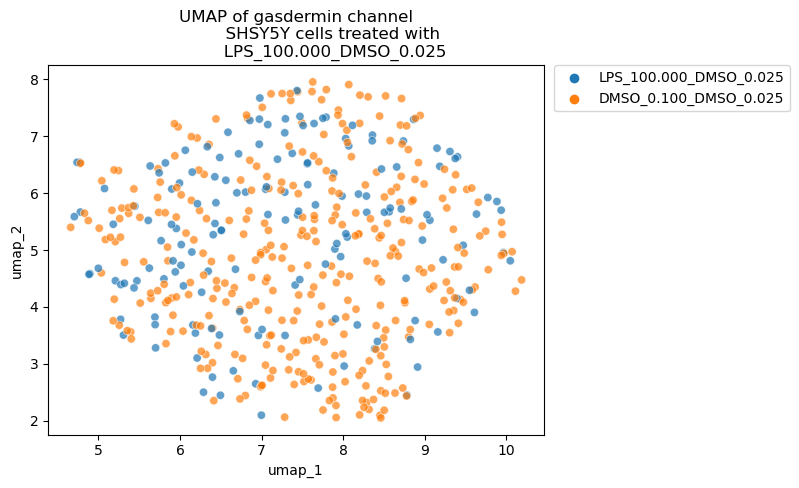 UMAP of gasdermin channel
SHSY5Y cells treated with
LPS_100.000_DMSO_0.025
LPS_100.000_DMSO_0.025
DMSO_0.100_DMSO_0.025
8
7
6
5
4
3
2
umap_2
5
6
7
8
9
10
umap_1